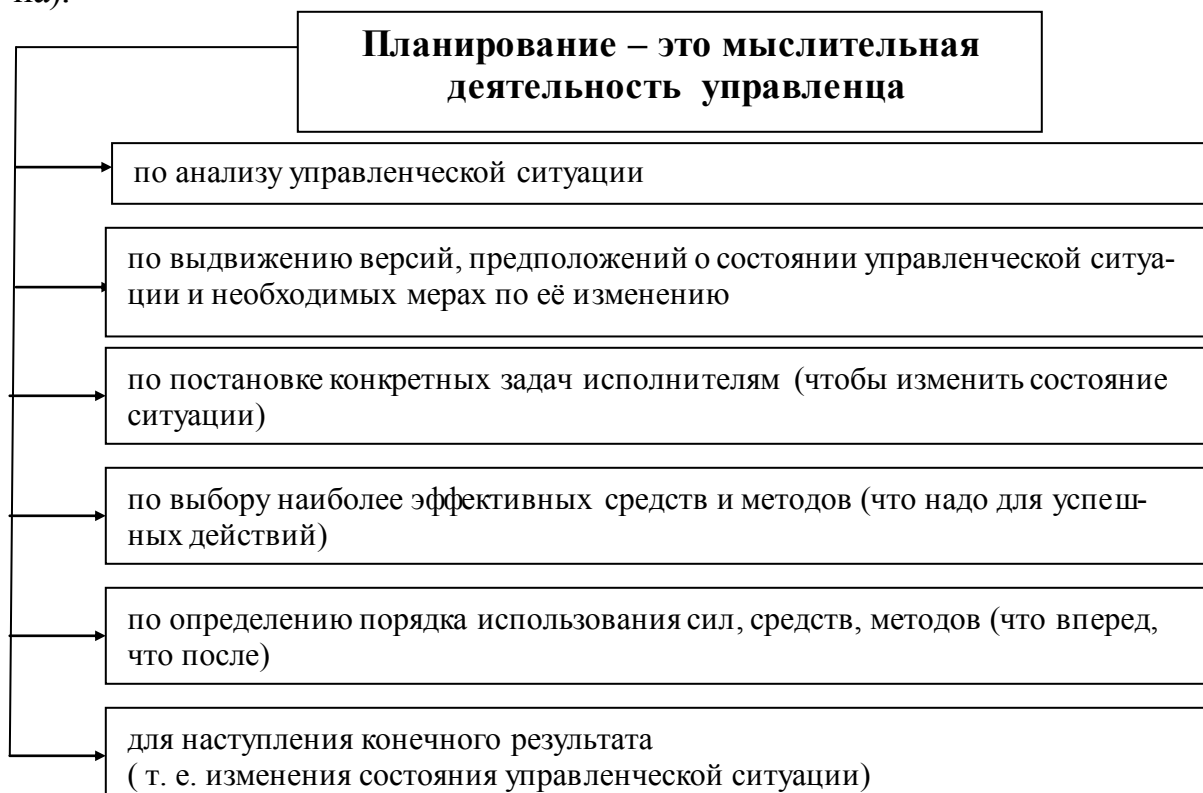 на).
Планирование – это мыслительная
деятельность управленца
по анализу управленческой ситуации
по выдвижению версий, предположений о состоянии управленческой ситуа-
ции и необходимых мерах по её изменению
по постановке конкретных задач исполнителям (чтобы изменить состояние
ситуации)
по выбору наиболее эффективных средств и методов (что надо для успеш-
ных действий)
по определению порядка использования сил, средств, методов (что вперед,
что после)
для наступления конечного результата
( т. е. изменения состояния управленческой ситуации)